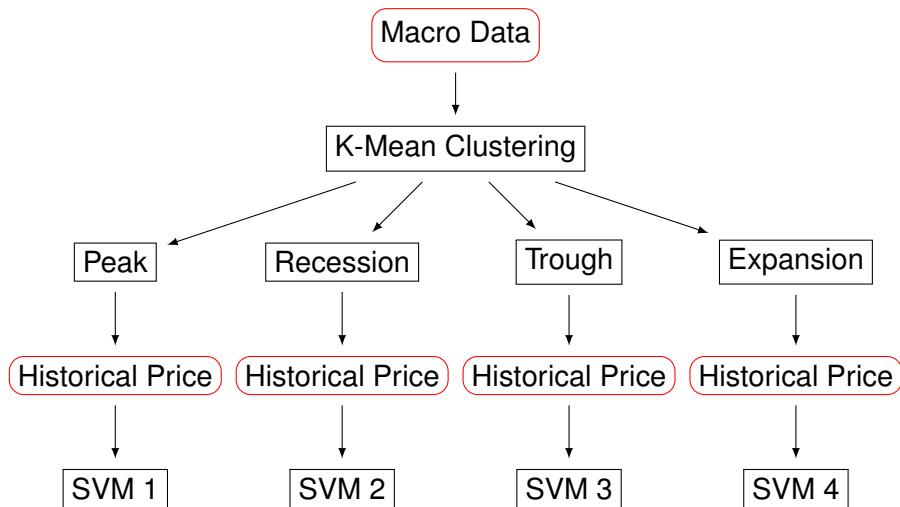 Macro Data
K-Mean Clustering
Peak
Recession
Trough
Expansion
Historical Price
Historical Price
Historical Price
Historical Price
SVM 1
SVM 2
SVM 3
SVM 4